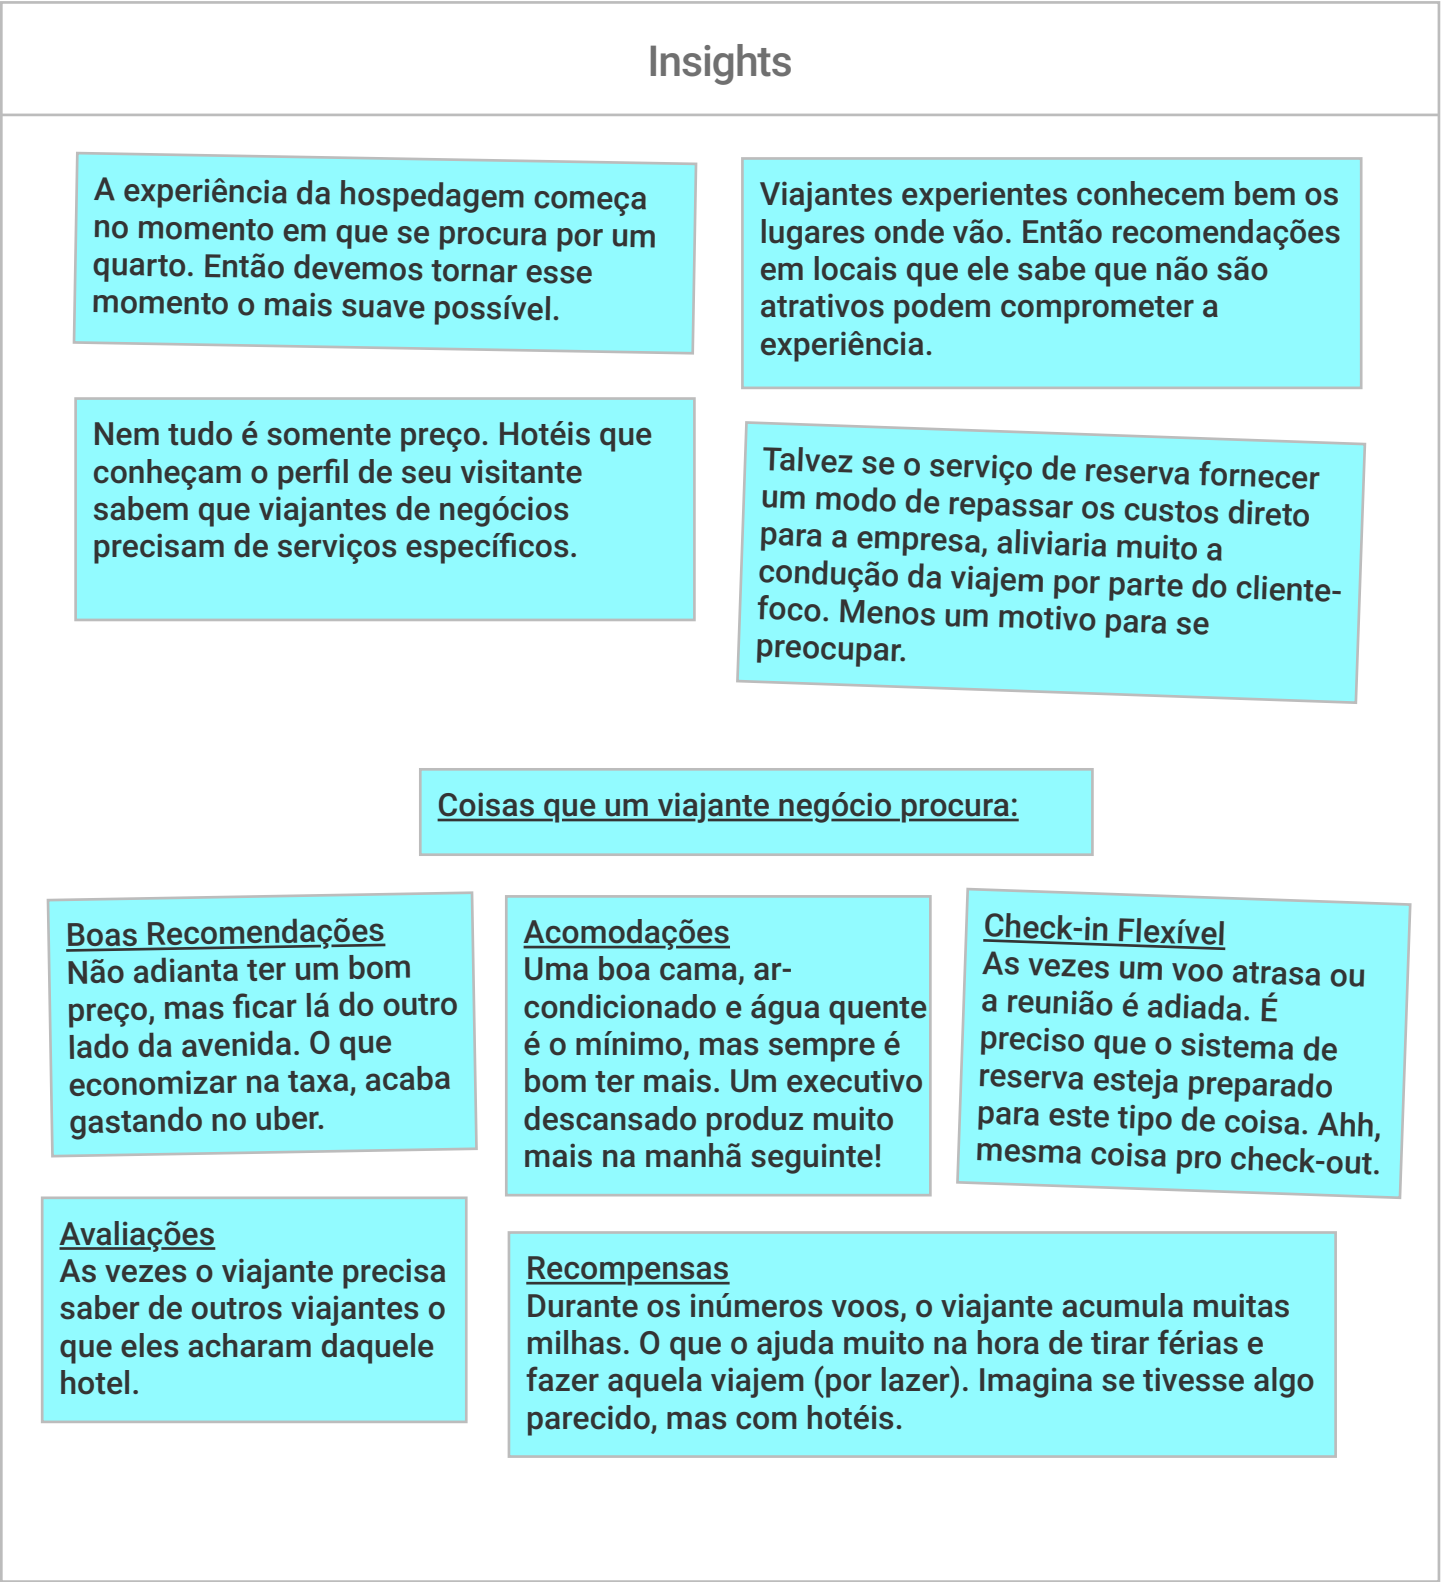 Insights
A experiência da hospedagem começa
no momento em que se procura por um
quarto. Então devemos tornar esse
momento o mais suave possível.
Viajantes experientes conhecem bem os
lugares onde vão. Então recomendações
em locais que ele sabe que não são
atrativos podem comprometer a
experiência.
Nem tudo é somente preço. Hotéis que
conheçam o perfil de seu visitante
sabem que viajantes de negócios
precisam de serviços específicos.
Talvez se o serviço de reserva fornecer
um modo de repassar os custos direto
para a empresa, aliviaria muito a
condução da viajem por parte do cliente-
foco. Menos um motivo para se
preocupar.
Coisas que um viajante negócio procura:
Boas Recomendações
Não adianta ter um bom
preço, mas ficar lá do outro
lado da avenida. O que
economizar na taxa, acaba
gastando no uber.
Acomodações
Uma boa cama, ar-
condicionado e água quente
é o mínimo, mas sempre é
bom ter mais. Um executivo
descansado produz muito
mais na manhã seguinte!
Check-in Flexível
As vezes um voo atrasa ou
a reunião é adiada. É
preciso que o sistema de
reserva esteja preparado
para este tipo de coisa. Ahh,
mesma coisa pro check-out.
Avaliações
As vezes o viajante precisa
saber de outros viajantes o
que eles acharam daquele
hotel.
Recompensas
Durante os inúmeros voos, o viajante acumula muitas
milhas. O que o ajuda muito na hora de tirar férias e
fazer aquela viajem (por lazer). Imagina se tivesse algo
parecido, mas com hotéis.